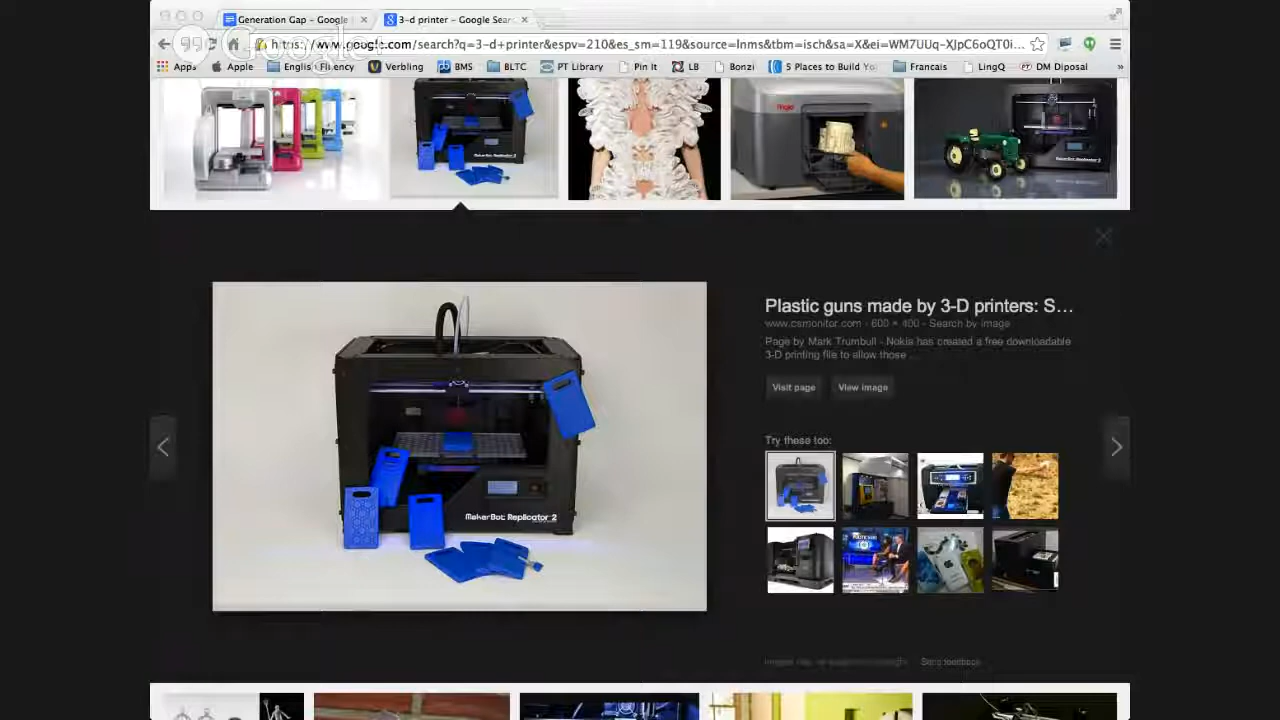 Generation Gap – Google
3-d printer – Google Sear
Google+
https://www.google.com/search?q=3-d+printer&espv=210&es_sm=119&source=lnms&tbm=isch&sa=X&ei=WM7UUq-XJpC6oQT0i...
Apps Apple English Fluency Verbling BMS BLTC PT Library Pin It LB Bonzi 5 Places to Build Yo Francais LingQ DM Diposal »
MakerBot Replicator 2
Plastic guns made by 3-D printers: S...
www.csmonitor.com - 600 × 400 - Search by image
Page by Mark Trumbull - Nokia has created a free downloadable
3-D printing file to allow those ...
Visit page View image
Try these too:
MakerBot Replicator 2
Send feedback